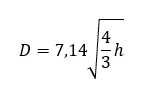 D = 7,14√(4/3 h)